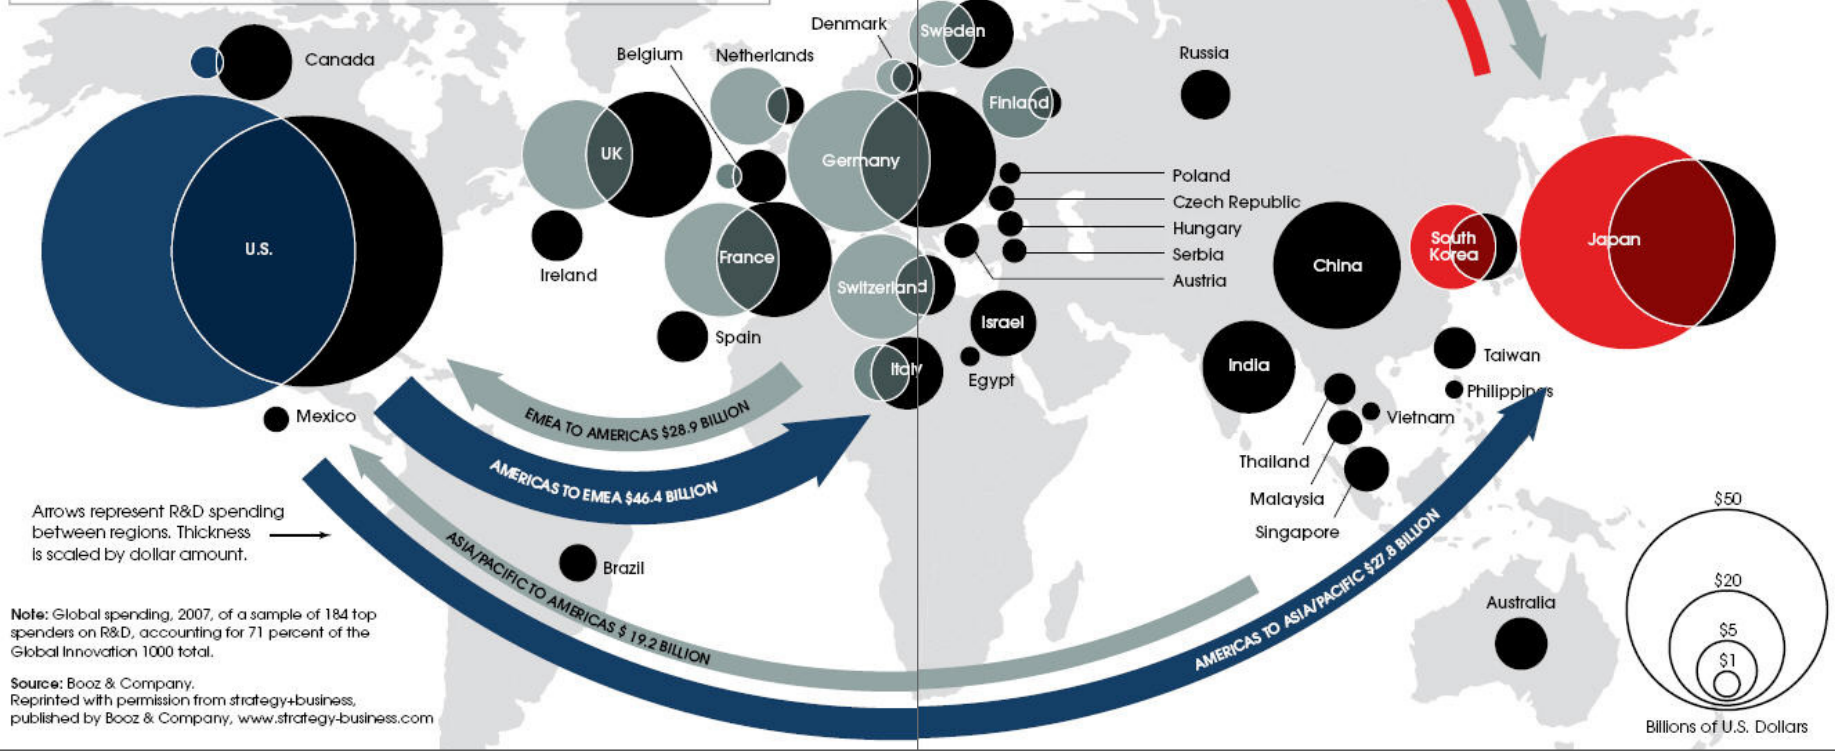 Denmark
Sweden
Canada
Belgium
Netherlands
Russia
Finland
UK
Germany
Poland
Czech Republic
Hungary
Serbia
Austria
U.S.
Ireland
France
Switzerland
China
South
Korea
Japan
Spain
Israel
Italy
Egypt
India
Taiwan
Philippines
Vietnam
Thailand
Malaysia
Singapore
Mexico
EMEA TO AMERICAS $28.9 BILLION
AMERICAS TO EMEA $46.4 BILLION
ASIA/PACIFIC TO AMERICAS $ 19.2 BILLION
AMERICAS TO ASIA/PACIFIC $27.8 BILLION
Arrows represent R&D spending
between regions. Thickness
is scaled by dollar amount.
Brazil
Australia
Note: Global spending, 2007, of a sample of 184 top
spenders on R&D, accounting for 71 percent of the
Global Innovation 1000 total.
Source: Booz & Company.
Reprinted with permission from strategy+business,
published by Booz & Company, www.strategy-business.com
$50
$20
$5
$1
Billions of U.S. Dollars